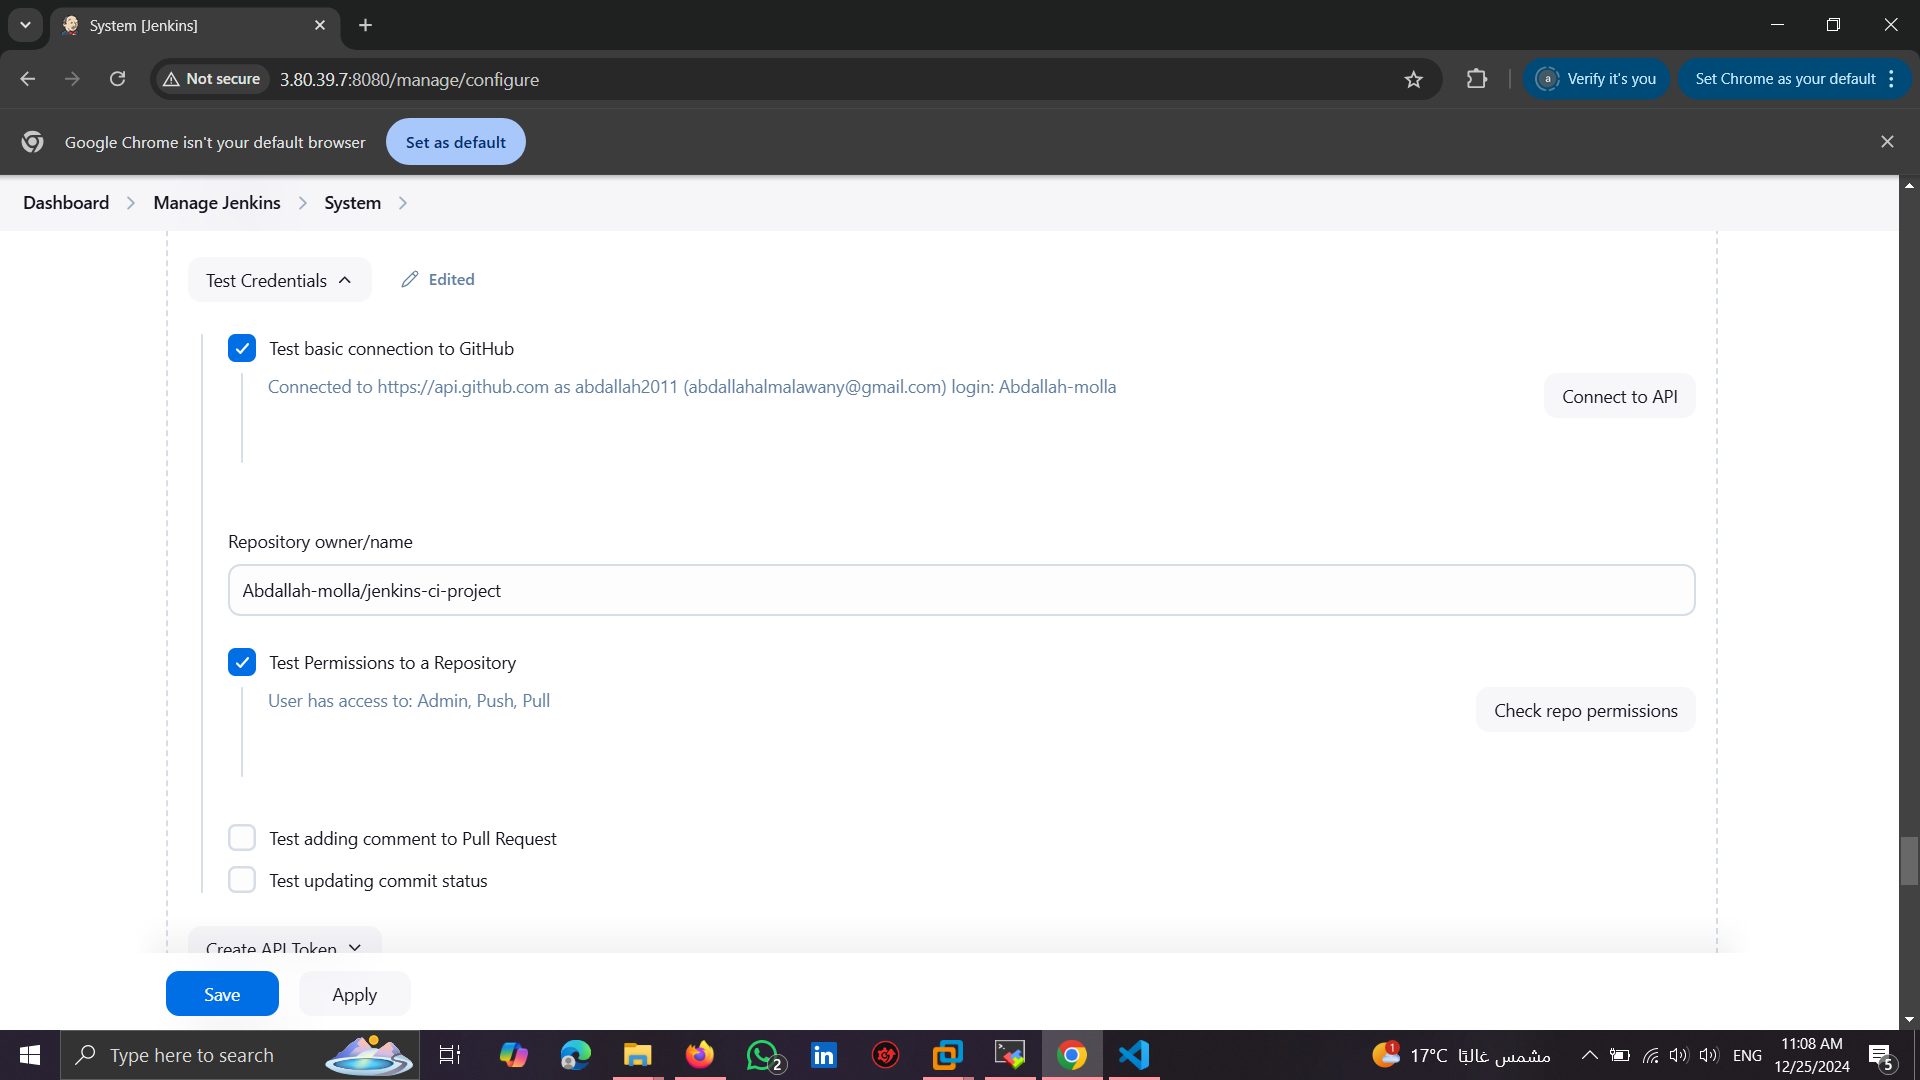 System [Jenkins]
Not secure
3.80.39.7:8080/manage/configure
a
Verify it's you
Set Chrome as your default
Google Chrome isn't your default browser
Set as default
Dashboard
Manage Jenkins
System
Test Credentials
Edited
Test basic connection to GitHub
Connected to https://api.github.com as abdallah2011 (abdallahalmalawany@gmail.com) login: Abdallah-molla
Connect to API
Repository owner/name
Abdallah-molla/jenkins-ci-project
Test Permissions to a Repository
User has access to: Admin, Push, Pull
Check repo permissions
Test adding comment to Pull Request
Test updating commit status
Create API Token
Save
Apply
Type here to search
2
in
1
17°C
مشمس غالبًا
ENG
11:08 AM
12/25/2024
5